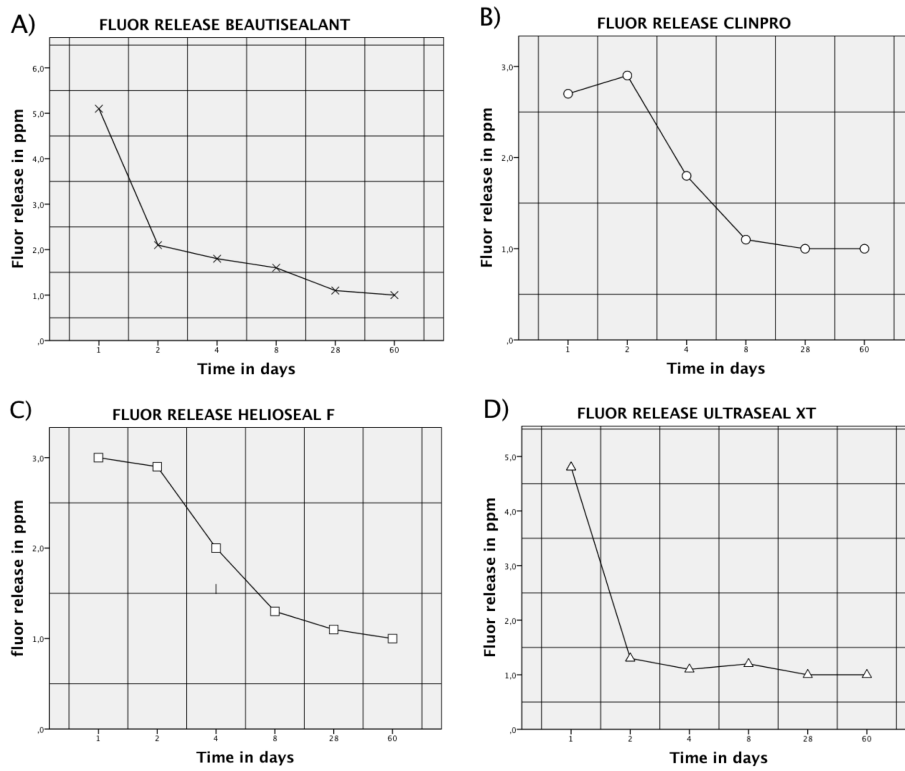 A)
FLUOR RELEASE BEAUTISEALANT
Fluor release in ppm
6,0
5,0
4,0
3,0
2,0
1,0
,0
1 2 4 8 28 60
Time in days
B)
FLUOR RELEASE CLINPRO
Fluor release in ppm
3,0
2,0
1,0
,0
1 2 4 8 28 60
Time in days
C)
FLUOR RELEASE HELIOSEAL F
fluor release in ppm
3,0
2,0
1,0
,0
1 2 4 8 28 60
Time in days
D)
FLUOR RELEASE ULTRASEAL XT
Fluor release in ppm
5,0
4,0
3,0
2,0
1,0
,0
1 2 4 8 28 60
Time in days